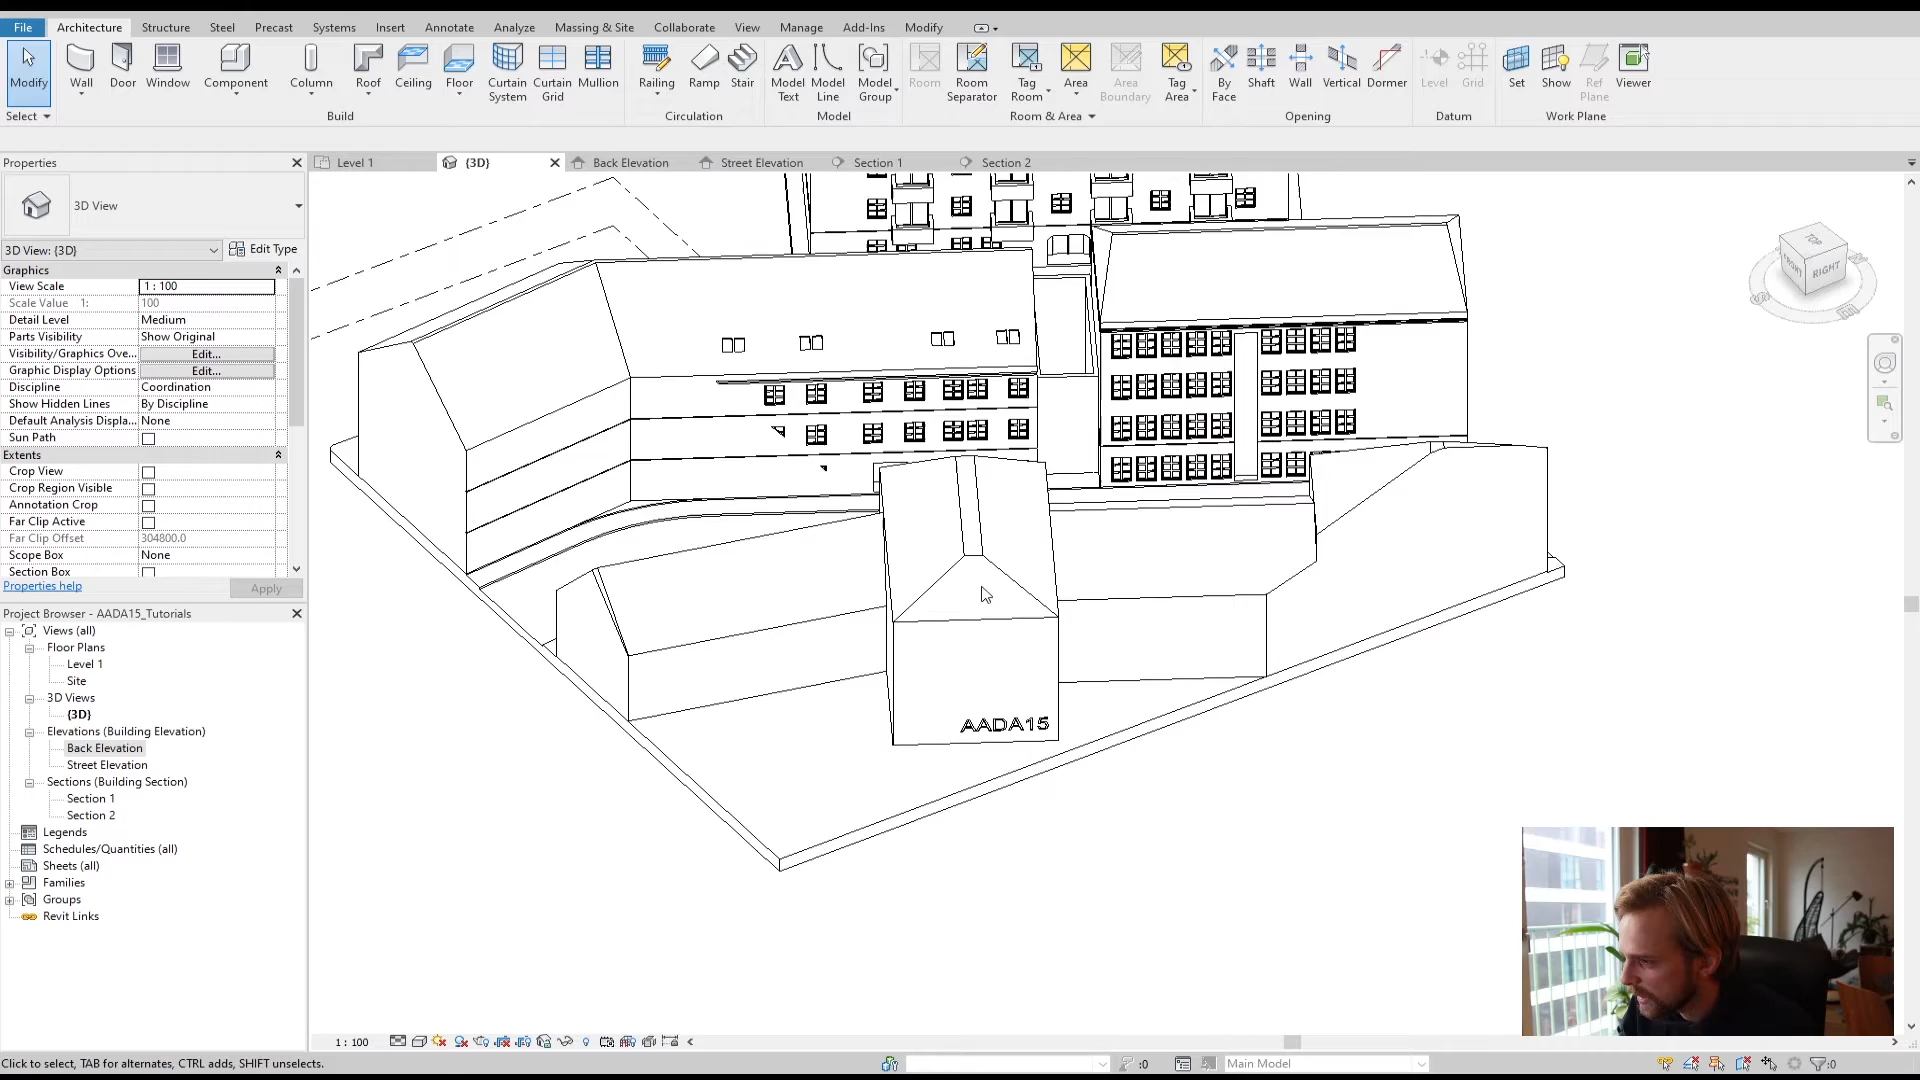 File Architecture Structure Steel Precast Systems Insert Annotate Analyze Massing & Site Collaborate View Manage Add-Ins Modify
Modify Wall Door Window Component Column Roof Ceiling Floor Curtain System Curtain Grid Mullion Railing Ramp Stair Model Text Model Line Model Group Room Room Separator Tag Room Area Area Boundary Tag Area By Face Shaft Wall Vertical Dormer Level Grid Set Show Ref Plane Viewer
Select Build Circulation Model Room & Area Opening Datum Work Plane
Properties
Level 1 {3D} Back Elevation Street Elevation Section 1 Section 2
3D View
3D View: {3D} Edit Type
Graphics
View Scale 1 : 100
Scale Value 1: 100
Detail Level Medium
Parts Visibility Show Original
Visibility/Graphics Ove... Edit...
Graphic Display Options Edit...
Discipline Coordination
Show Hidden Lines By Discipline
Default Analysis Displa... None
Sun Path
Extents
Crop View
Crop Region Visible
Annotation Crop
Far Clip Active
Far Clip Offset 304800.0
Scope Box None
Section Box
Properties help Apply
Project Browser - AADA15_Tutorials
Views (all)
Floor Plans
Level 1
Site
3D Views
{3D}
Elevations (Building Elevation)
Back Elevation
Street Elevation
Sections (Building Section)
Section 1
Section 2
Legends
Schedules/Quantities (all)
Sheets (all)
Families
Groups
Revit Links
TOP
FRONT RIGHT
AADA15
1 : 100
Click to select, TAB for alternates, CTRL adds, SHIFT unselects.
:0 Main Model :0